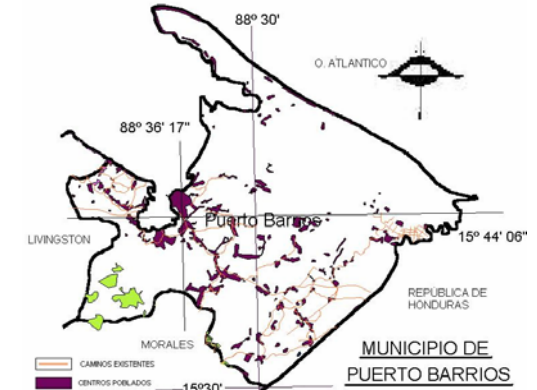 88º 30'
O. ATLANTICO
88º 36' 17"
Puerto Barrios
LIVINGSTON
15º 44' 06"
REPÚBLICA DE
HONDURAS
MORALES
MUNICIPIO DE
PUERTO BARRIOS
CAMINOS EXISTENTES
CENTROS POBLADOS
15º30'